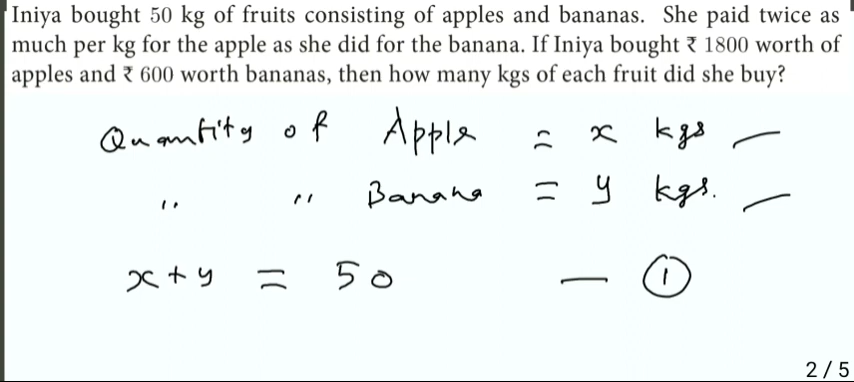 Iniya bought 50 kg of fruits consisting of apples and bananas. She paid twice as
much per kg for the apple as she did for the banana. If Iniya bought ₹ 1800 worth of
apples and ₹ 600 worth bananas, then how many kgs of each fruit did she buy?
Quantity of Apple = x kgs —
" " Banana = y kgs. —
x + y = 50 — ①
2 / 5